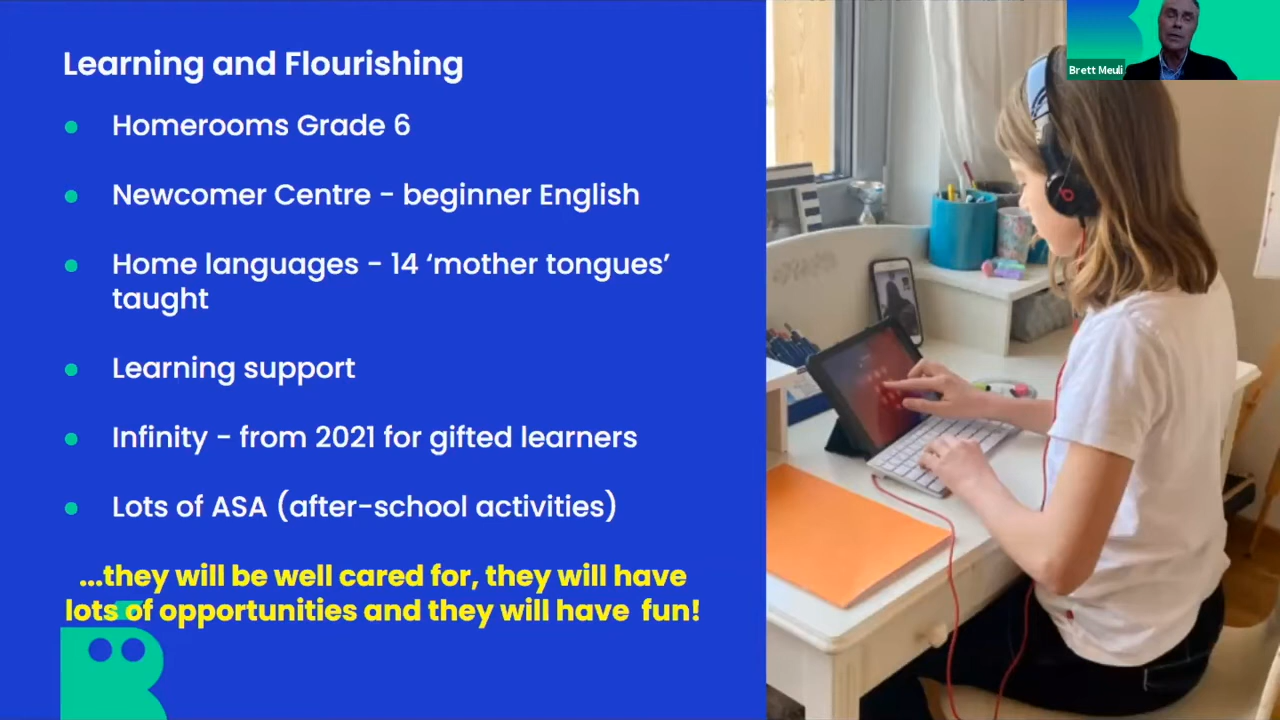 Learning and Flourishing
Homerooms Grade 6
Newcomer Centre - beginner English
Home languages - 14 ‘mother tongues’
taught
Learning support
Infinity - from 2021 for gifted learners
Lots of ASA (after-school activities)
...they will be well cared for, they will have
lots of opportunities and they will have fun!
Brett Meuli